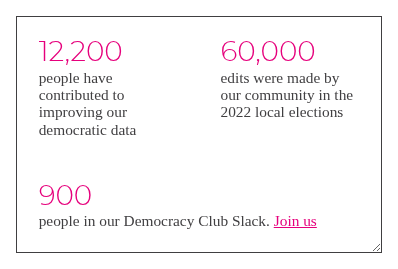 12,200
people have
contributed to
improving our
democratic data
60,000
edits were made by
our community in the
2022 local elections
900
people in our Democracy Club Slack. Join us